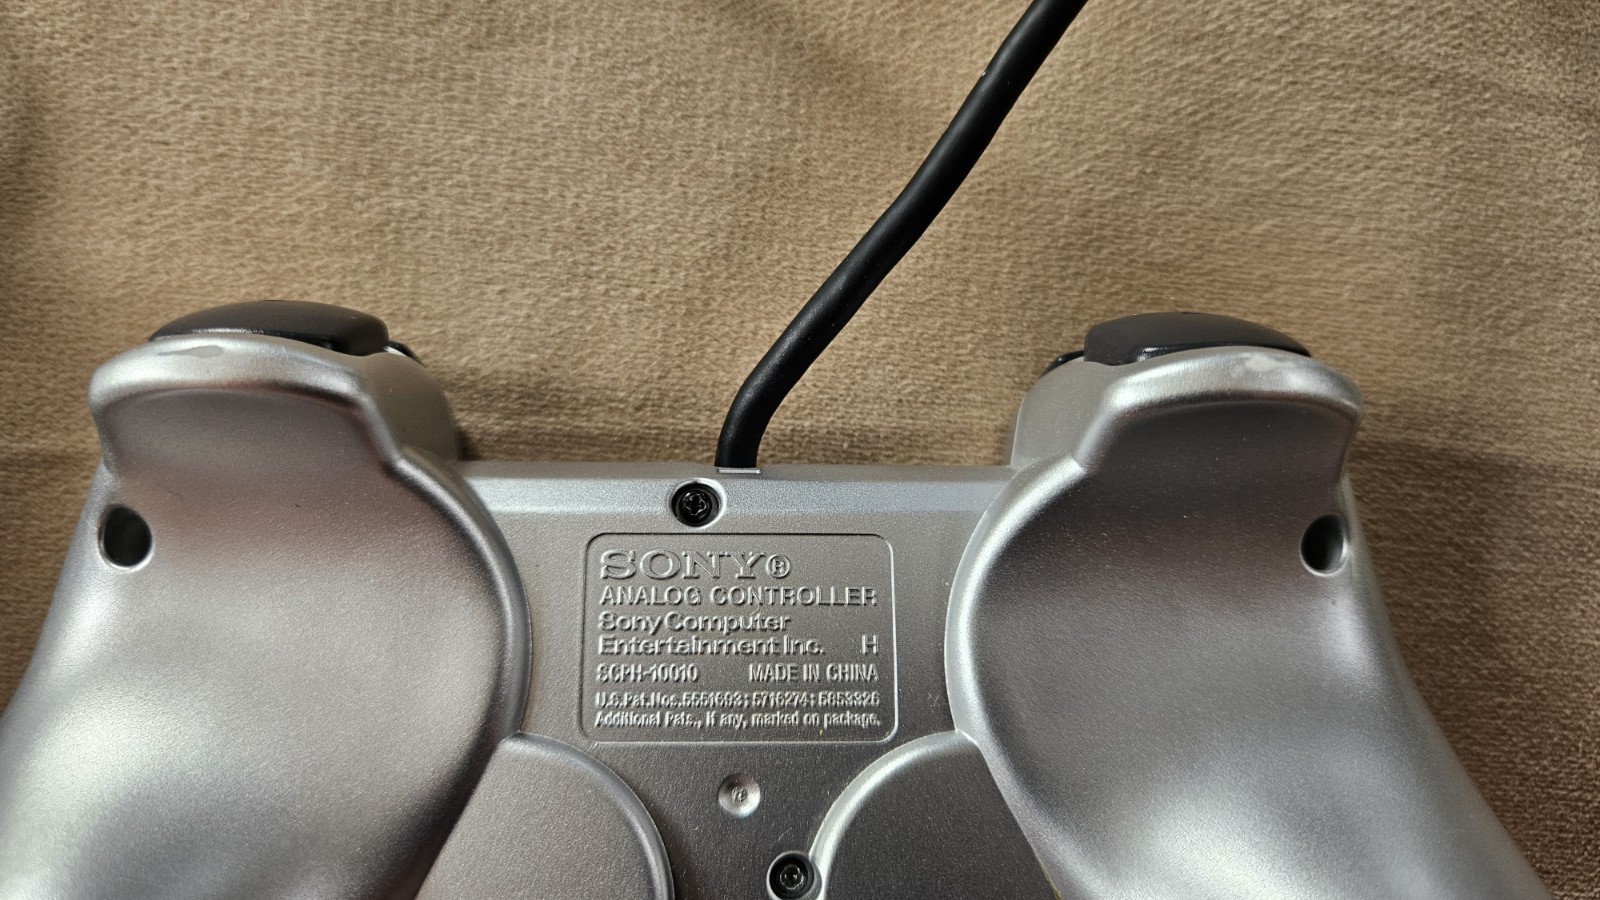 SONY®
ANALOG CONTROLLER
Sony Computer
Entertainment Inc. H
SCPH-10010 MADE IN CHINA
U.S.Pat.Nos.5551693;5716274;5853326
Additional Pats., if any, marked on package.